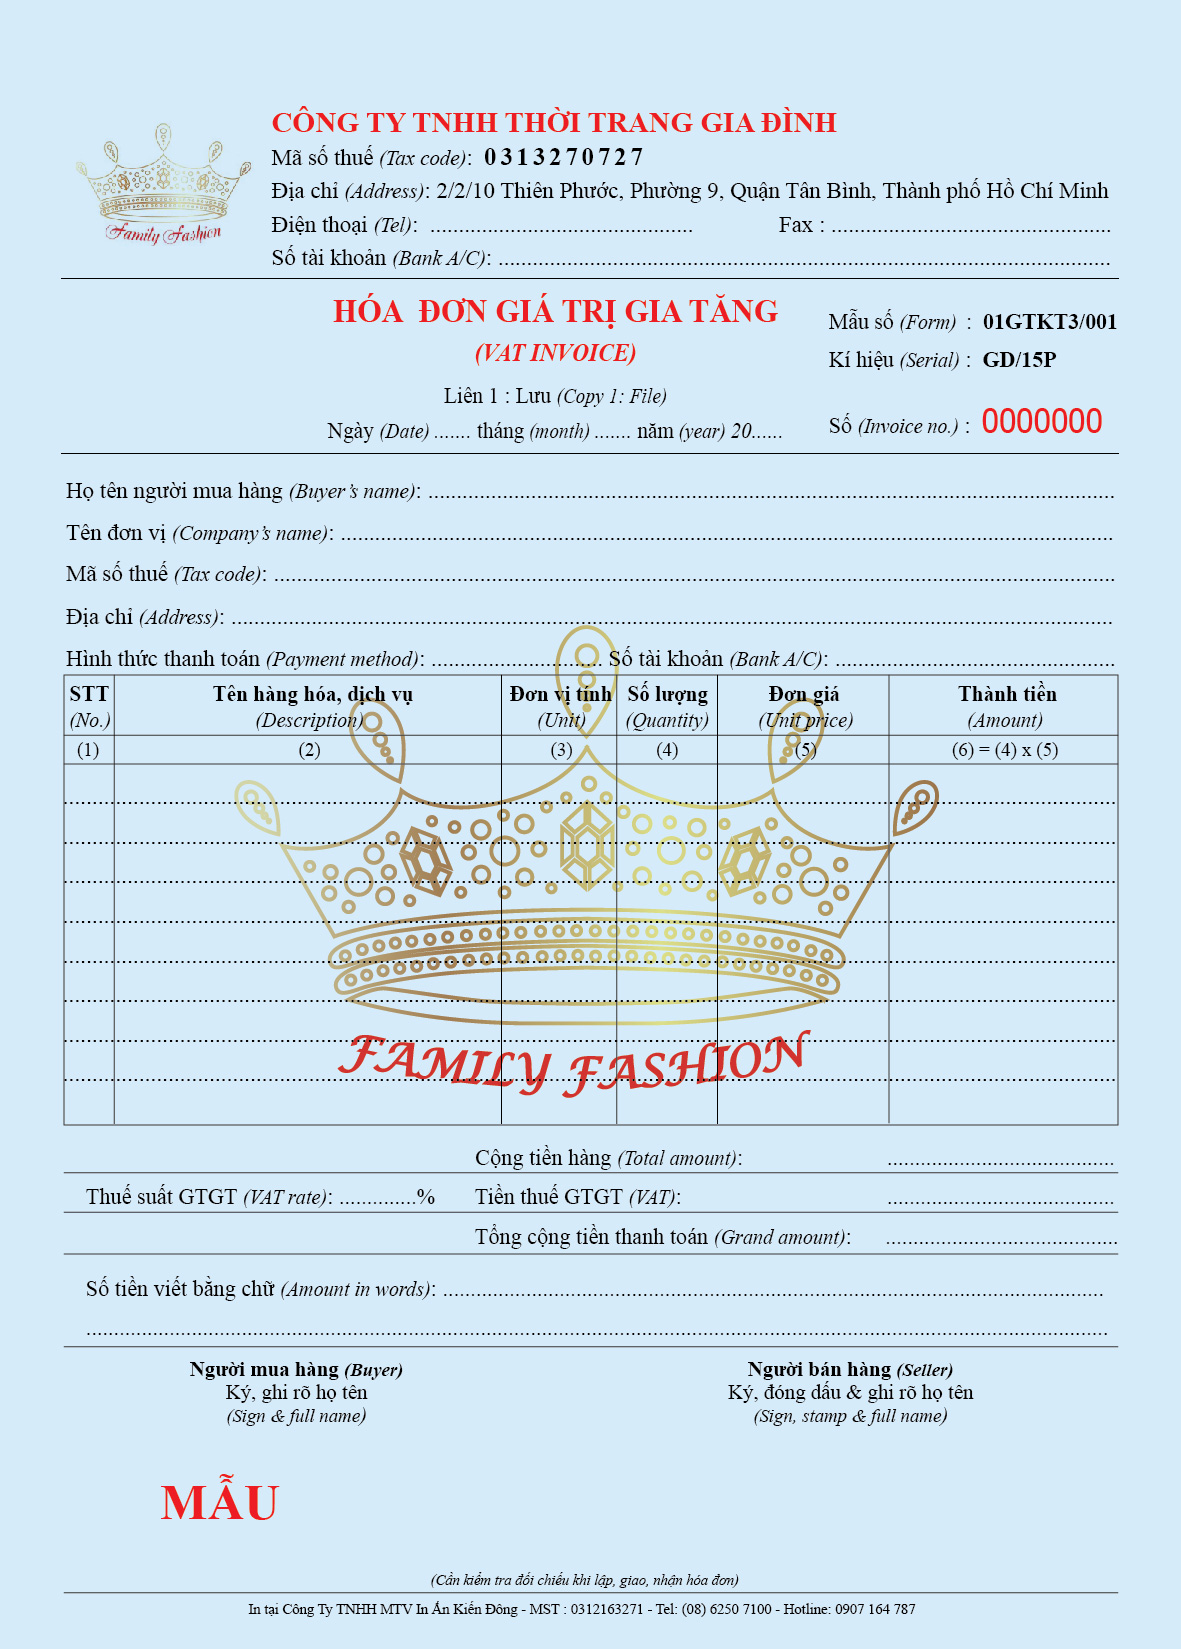 CÔNG TY TNHH THỜI TRANG GIA ĐÌNH
Mã số thuế (Tax code): 0313270727
Địa chỉ (Address): 2/2/10 Thiên Phước, Phường 9, Quận Tân Bình, Thành phố Hồ Chí Minh
Điện thoại (Tel): .............................................. Fax : .................................................
Số tài khoản (Bank A/C): ...........................................................................................................
Family Fashion
HÓA ĐƠN GIÁ TRỊ GIA TĂNG
(VAT INVOICE)
Liên 1 : Lưu (Copy 1: File)
Ngày (Date) ....... tháng (month) ....... năm (year) 20......
Mẫu số (Form) : 01GTKT3/001
Kí hiệu (Serial) : GD/15P
Số (Invoice no.) : 0000000
Họ tên người mua hàng (Buyer’s name): ........................................................................................................................
Tên đơn vị (Company’s name): .......................................................................................................................................
Mã số thuế (Tax code): ...................................................................................................................................................
Địa chỉ (Address): ..........................................................................................................................................................
Hình thức thanh toán (Payment method): .............................. Số tài khoản (Bank A/C): .................................................
STT Tên hàng hóa, dịch vụ Đơn vị tính Số lượng Đơn giá Thành tiền
(No.) (Description) (Unit) (Quantity) (Unit price) (Amount)
(1) (2) (3) (4) (5) (6) = (4) x (5)
FAMILY FASHION
Cộng tiền hàng (Total amount): .........................................
Thuế suất GTGT (VAT rate): ..............% Tiền thuế GTGT (VAT): .........................................
Tổng cộng tiền thanh toán (Grand amount): ..........................................
Số tiền viết bằng chữ (Amount in words): ......................................................................................................................
..........................................................................................................................................................................................
Người mua hàng (Buyer) Người bán hàng (Seller)
Ký, ghi rõ họ tên Ký, đóng dấu & ghi rõ họ tên
(Sign & full name) (Sign, stamp & full name)
MẪU
(Cần kiểm tra đối chiếu khi lập, giao, nhận hóa đơn)
In tại Công Ty TNHH MTV In Ấn Kiến Đông - MST : 0312163271 - Tel: (08) 6250 7100 - Hotline: 0907 164 787